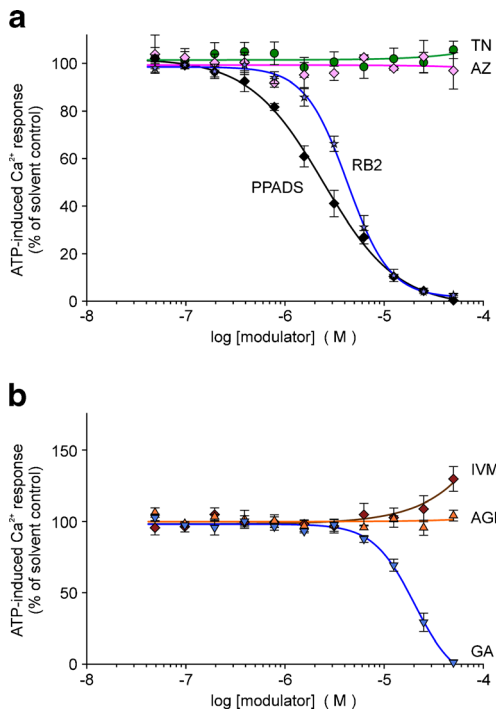 a
ATP-induced Ca²⁺ response
(% of solvent control)
100
80
60
40
20
0
TN
AZ
RB2
PPADS
-8
-7
-6
-5
-4
log [modulator] ( M )
b
ATP-induced Ca²⁺ response
(% of solvent control)
150
100
50
0
IVM
GA
-8
-7
-6
-5
-4
log [modulator] ( M )